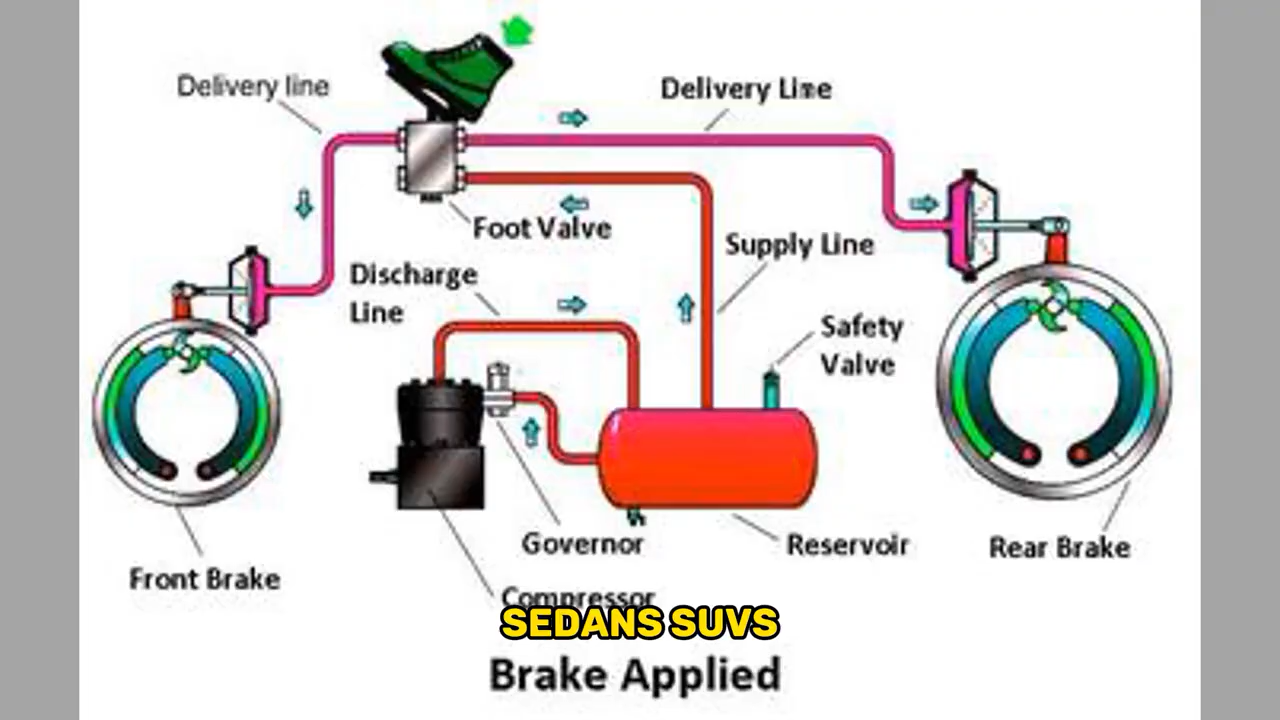 Delivery line
Delivery Line
Foot Valve
Supply Line
Discharge
Line
Safety
Valve
Governor
Reservoir
Rear Brake
Front Brake
Compressor
SEDANS SUVS
Brake Applied